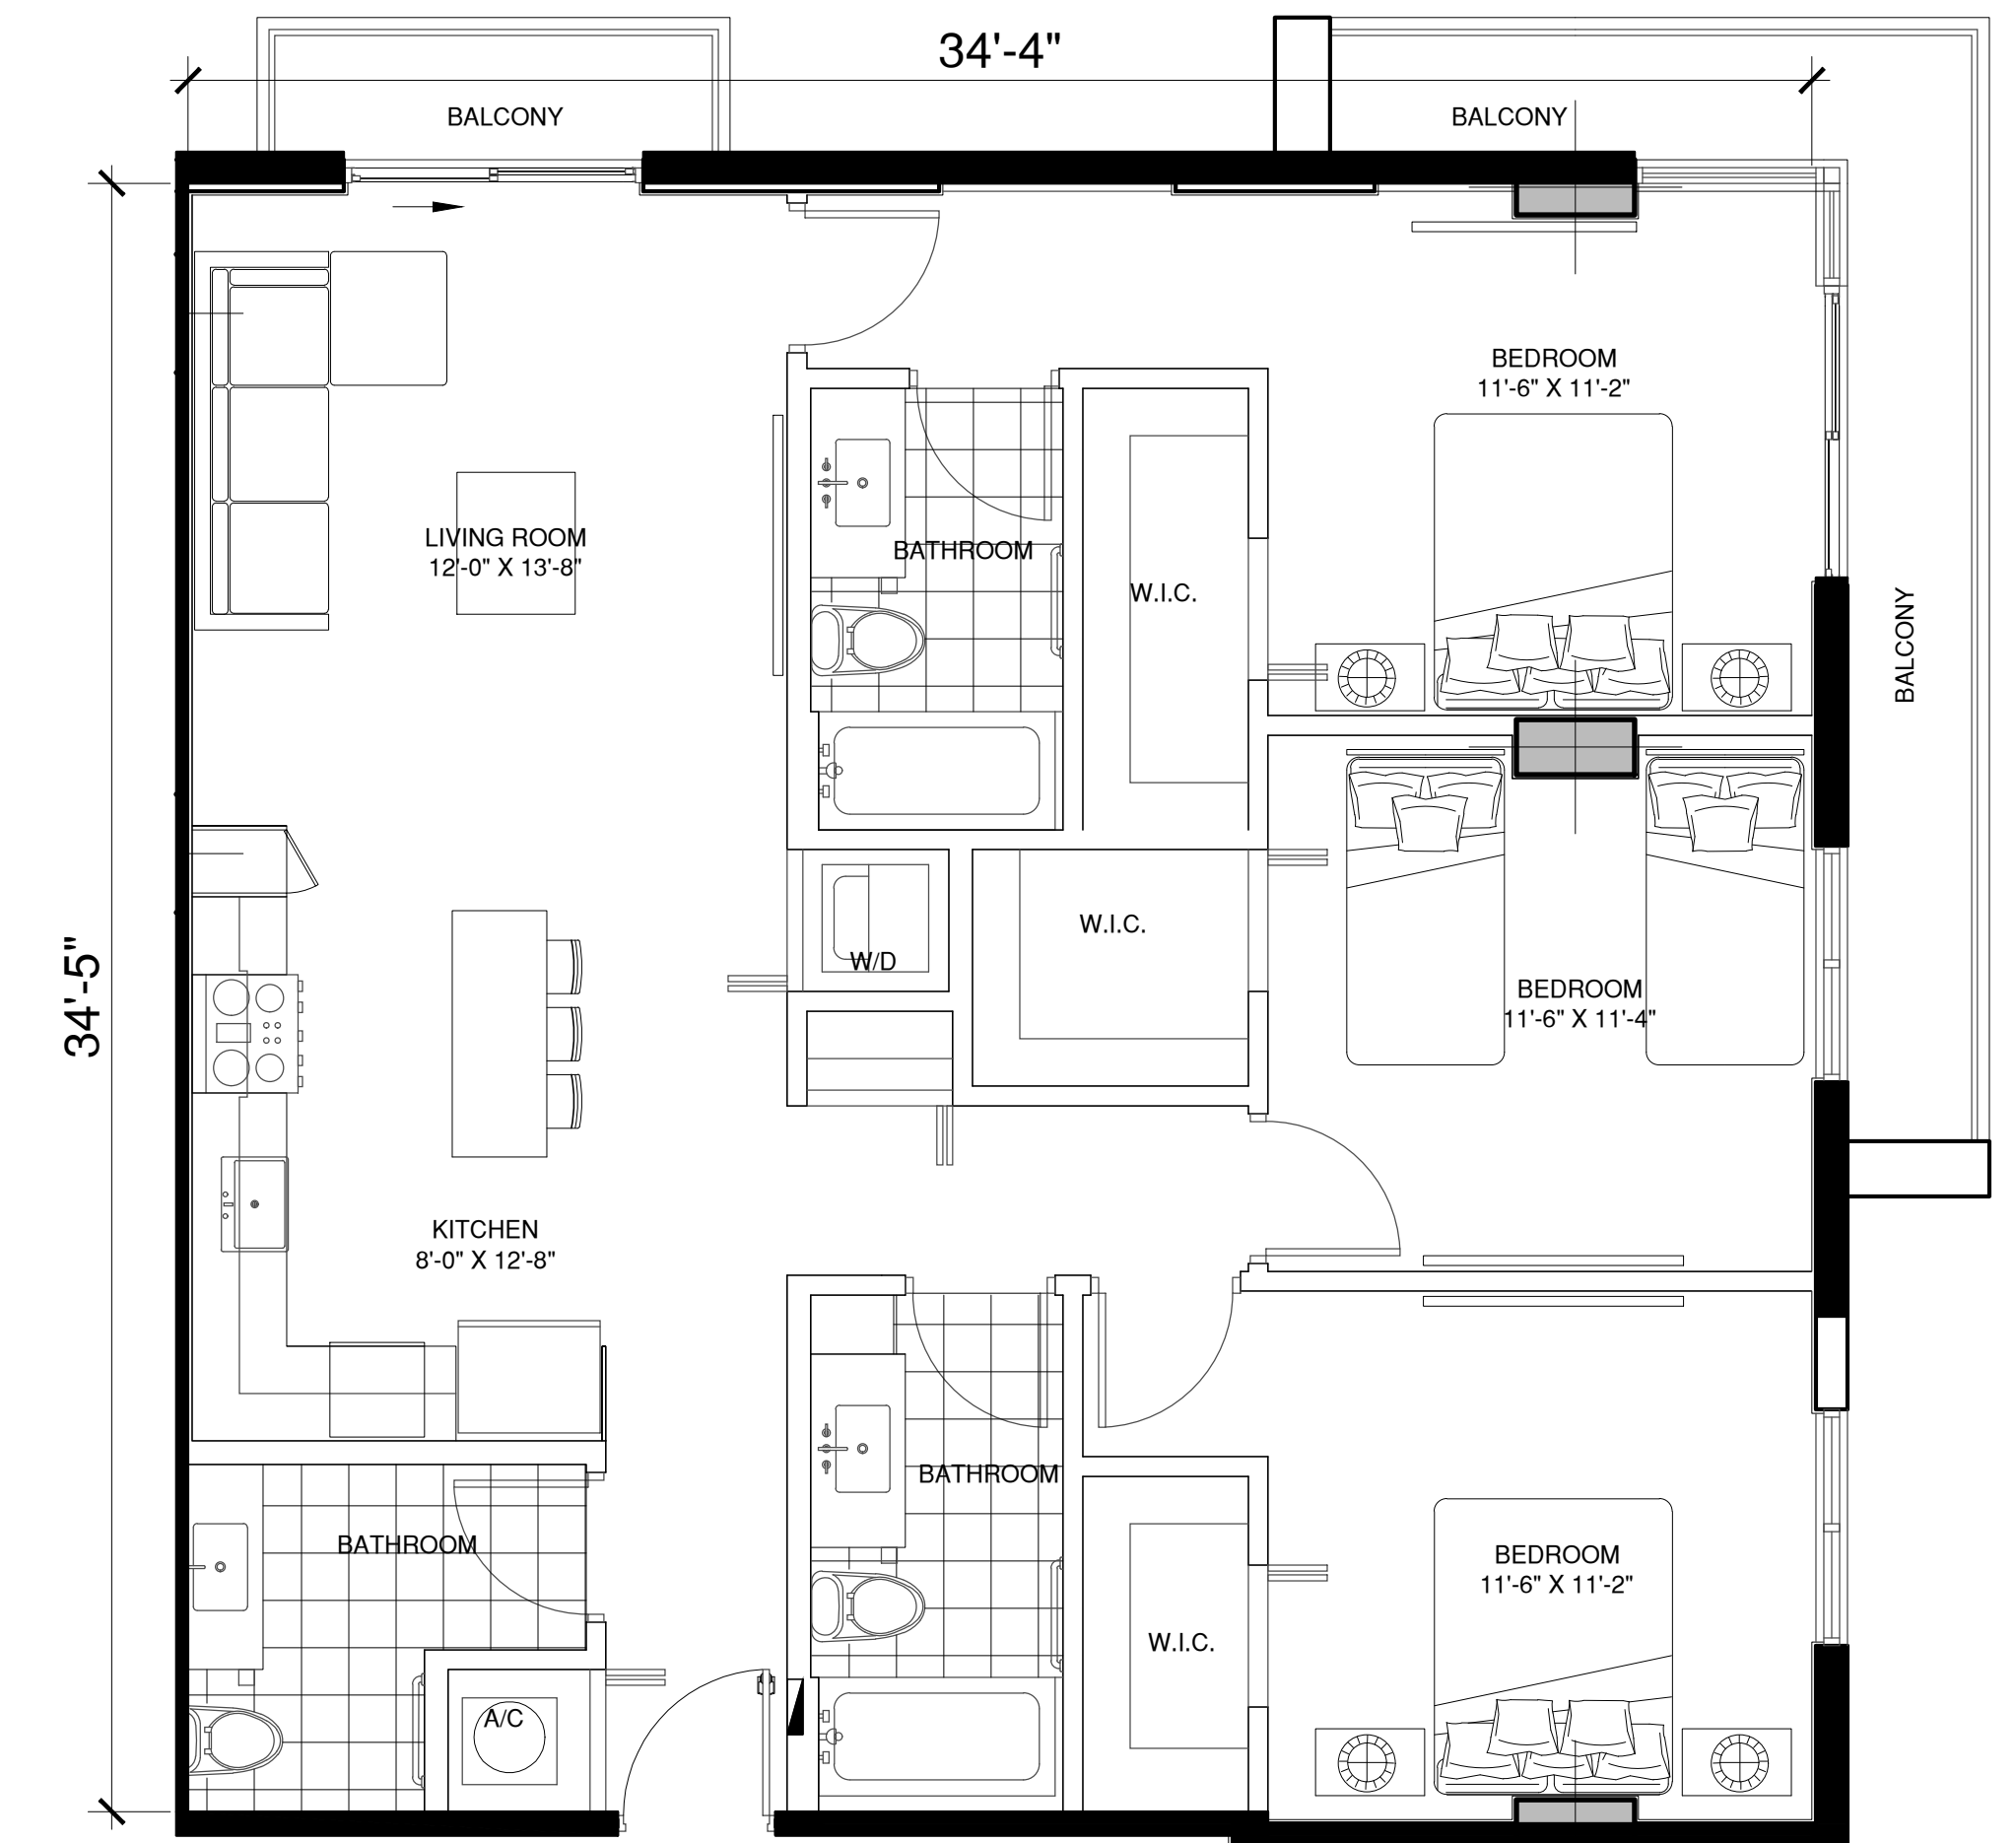 34'-4"
BALCONY
BALCONY
BEDROOM
11'-6" X 11'-2"
LIVING ROOM
12'-0" X 13'-8"
BATHROOM
W.I.C.
BALCONY
W.I.C.
W/D
34'-5"
BEDROOM
11'-6" X 11'-4"
KITCHEN
8'-0" X 12'-8"
BATHROOM
BATHROOM
BEDROOM
11'-6" X 11'-2"
W.I.C.
A/C